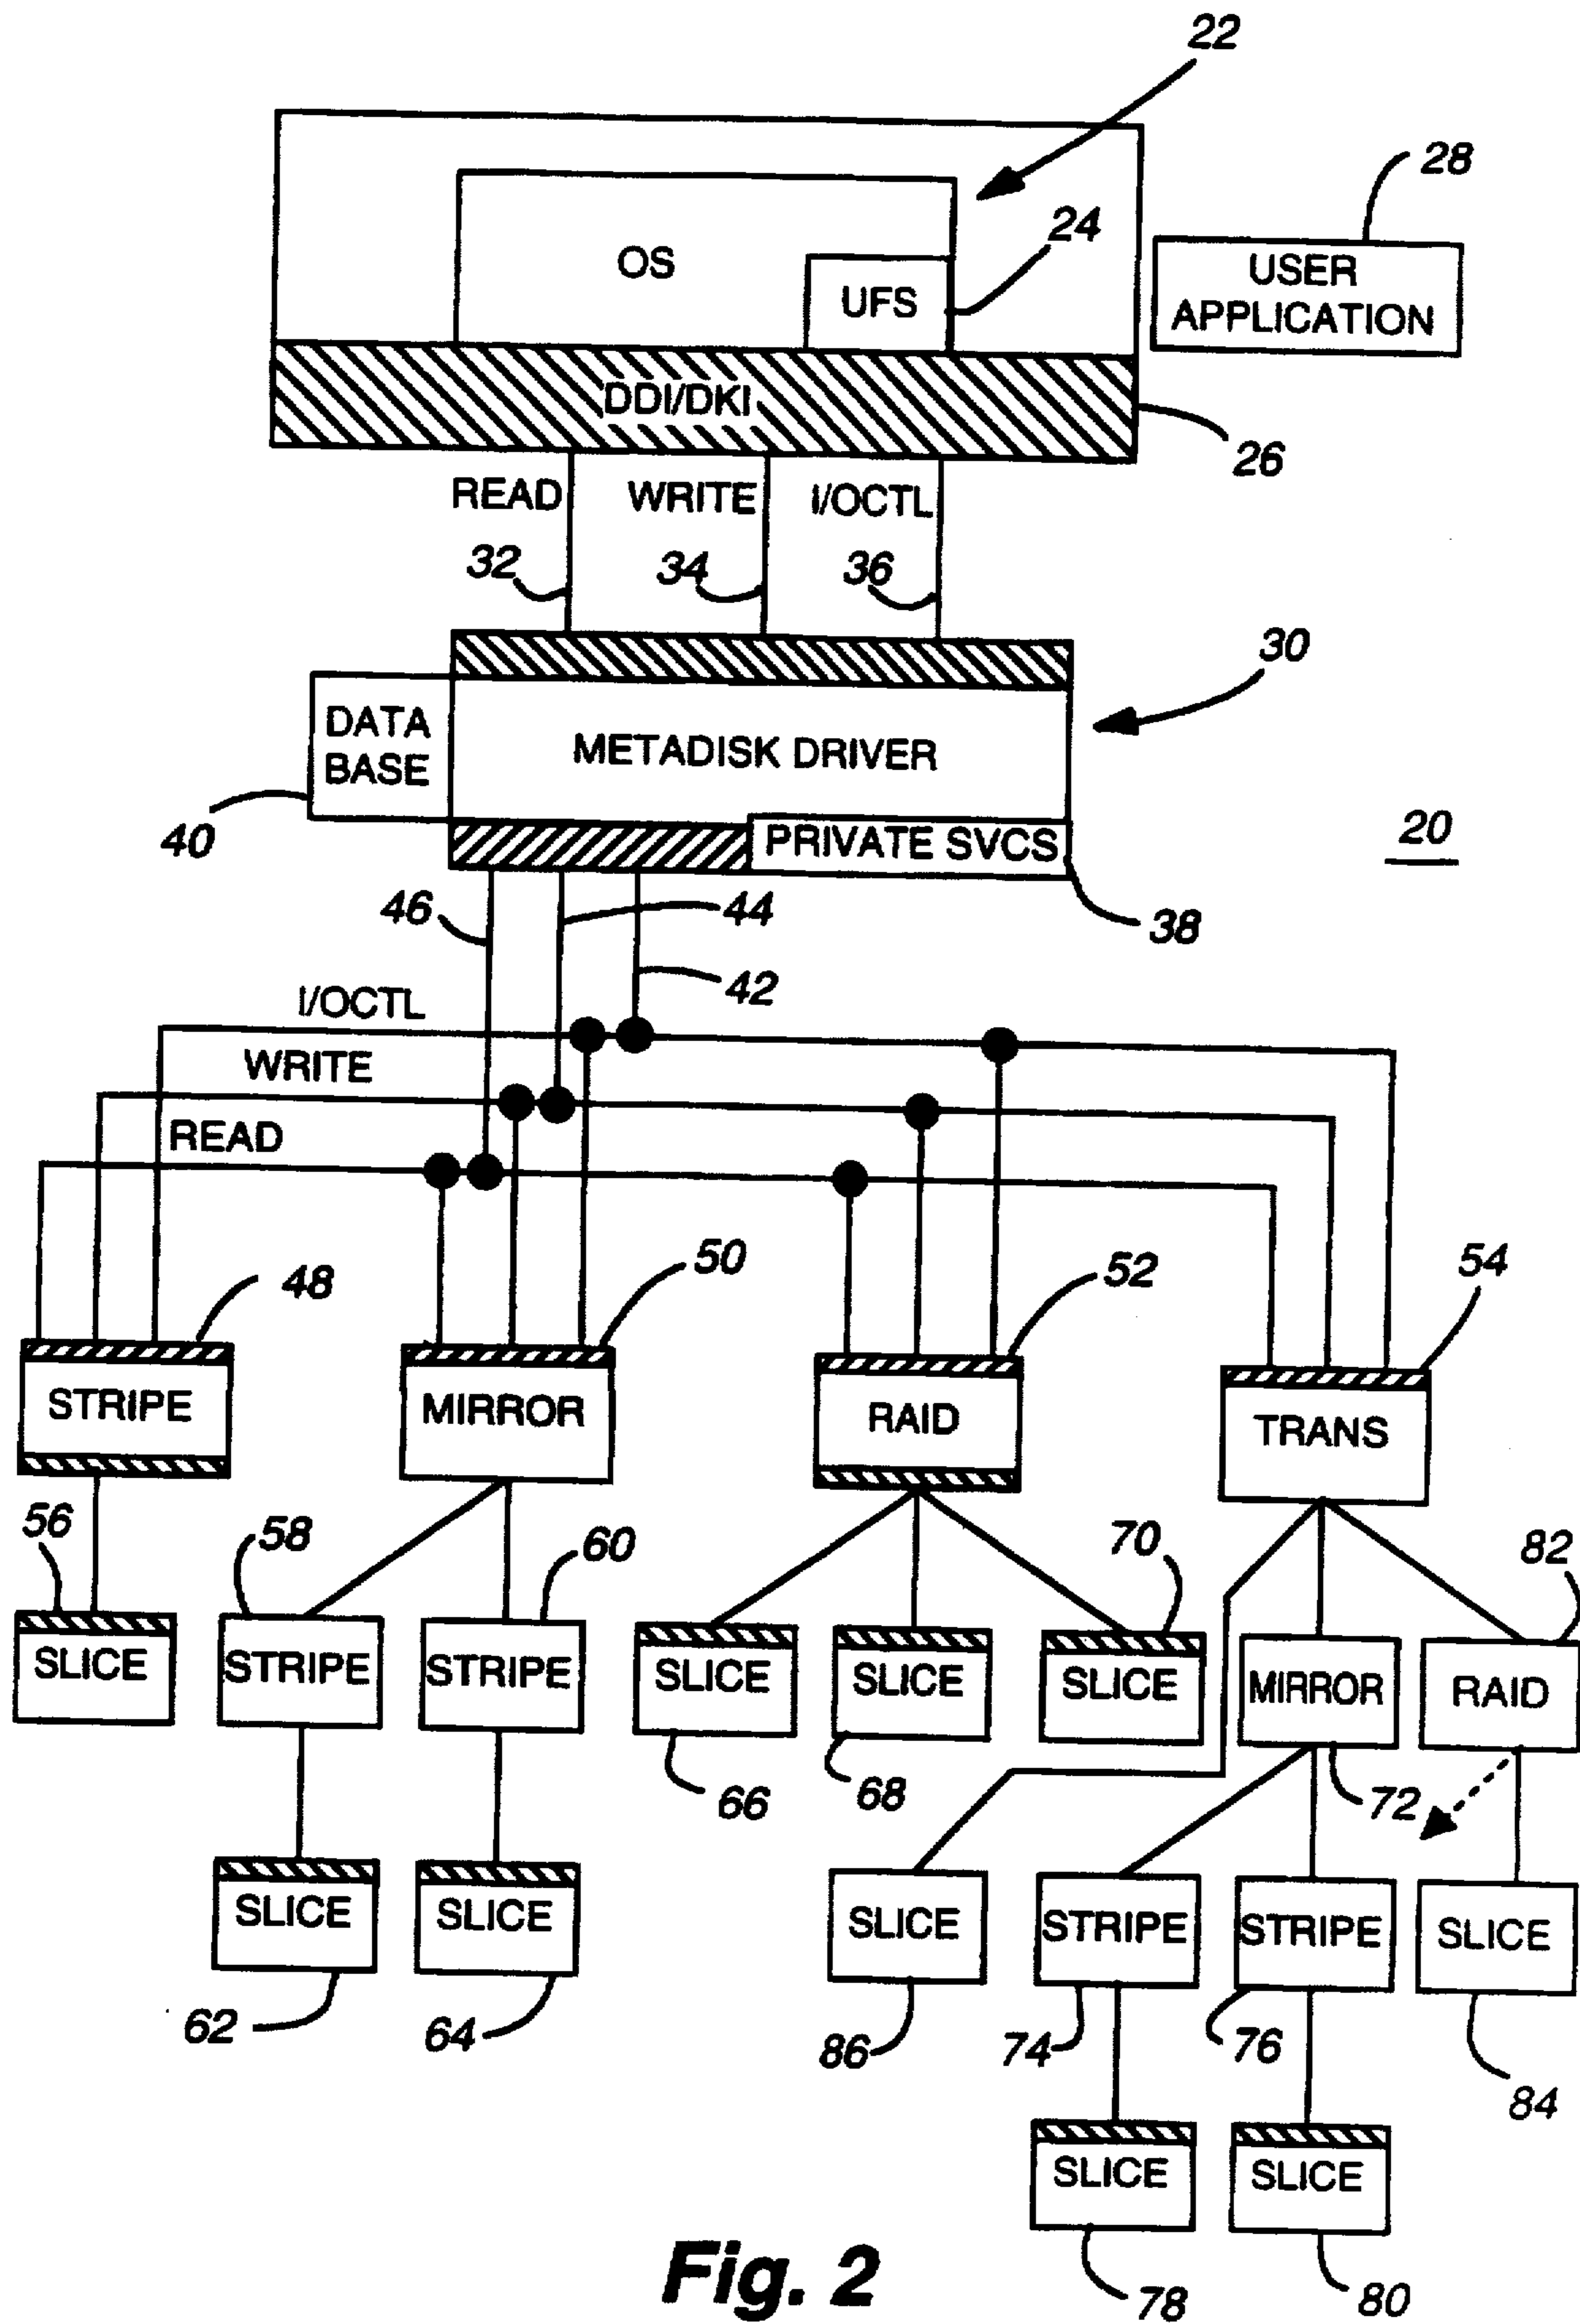 22
28
24
OS
UFS
USER
APPLICATION
DDI/DKI
26
READ
WRITE
I/OCTL
32
34
36
30
DATA
BASE
METADISK DRIVER
40
PRIVATE SVCS
20
46
44
38
42
I/OCTL
WRITE
READ
48
50
52
54
STRIPE
MIRROR
RAID
TRANS
56
58
60
70
82
SLICE
STRIPE
STRIPE
SLICE
SLICE
SLICE
MIRROR
RAID
66
68
72
SLICE
SLICE
SLICE
STRIPE
STRIPE
SLICE
62
64
86
74
76
84
SLICE
SLICE
78
80
Fig. 2